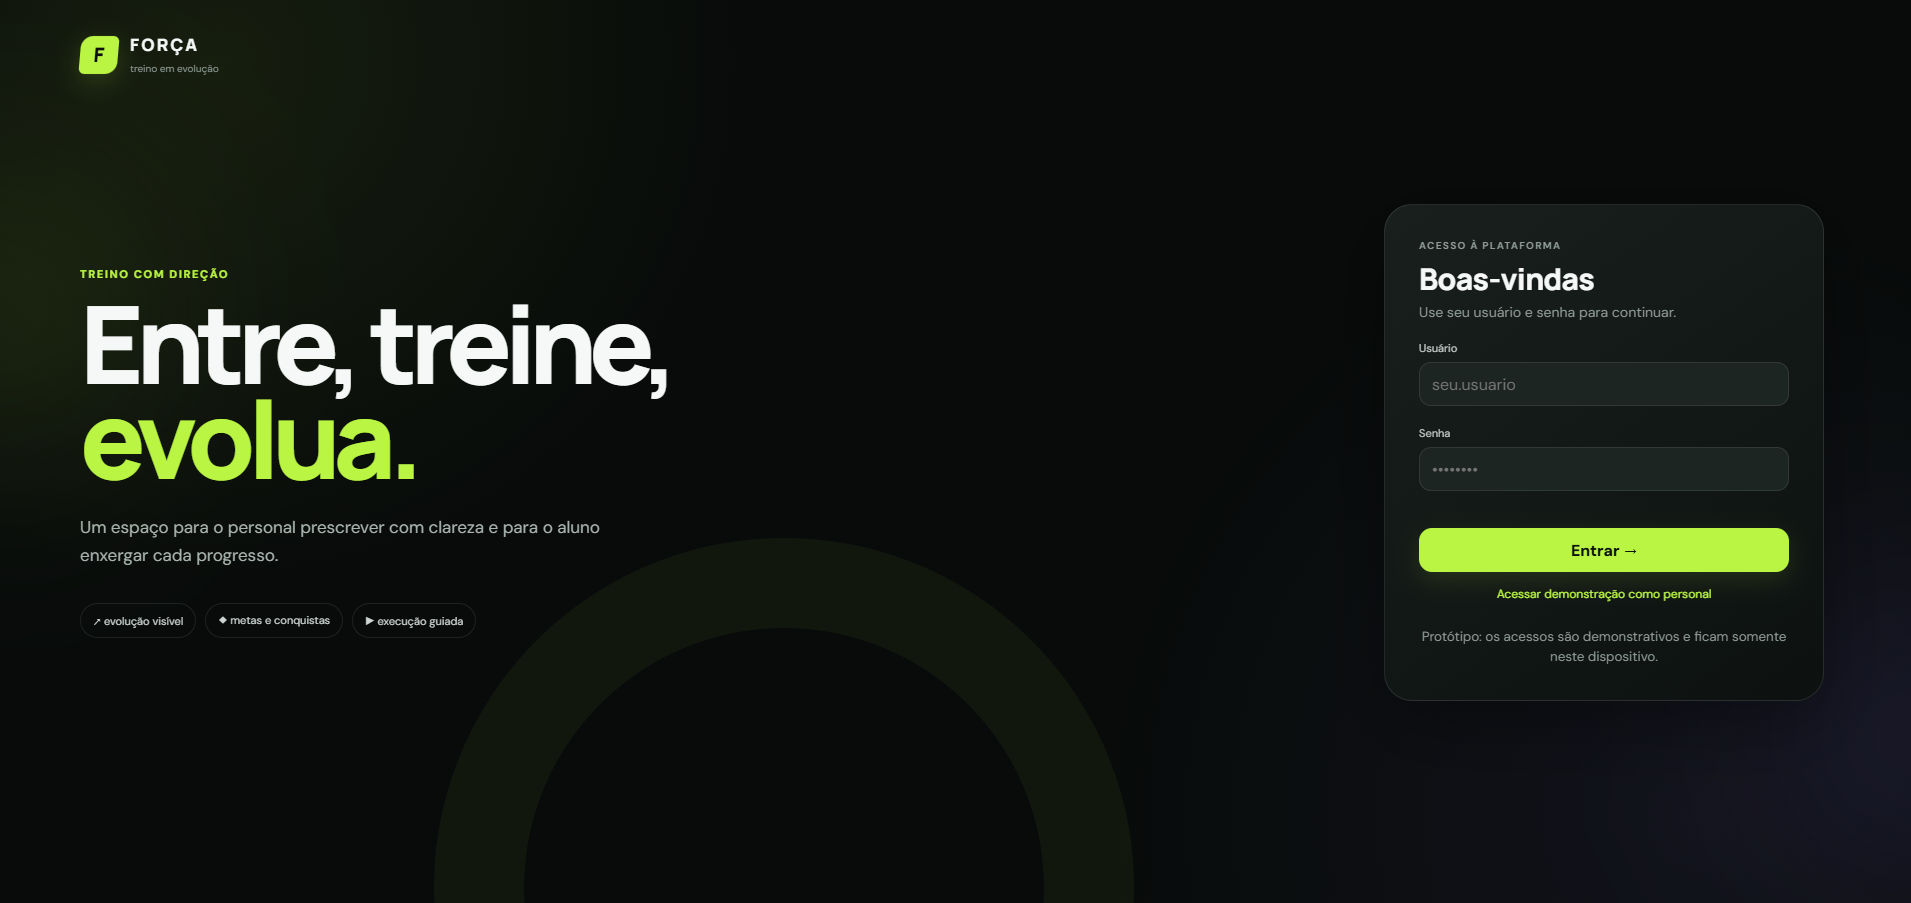 F
FORÇA
treino em evolução
TREINO COM DIREÇÃO
Entre, treine,
evolua.
Um espaço para o personal prescrever com clareza e para o aluno
enxergar cada progresso.
↗ evolução visível
◆ metas e conquistas
▶ execução guiada
ACESSO À PLATAFORMA
Boas-vindas
Use seu usuário e senha para continuar.
Usuário
seu.usuario
Senha
••••••••
Entrar →
Acessar demonstração como personal
Protótipo: os acessos são demonstrativos e ficam somente
neste dispositivo.